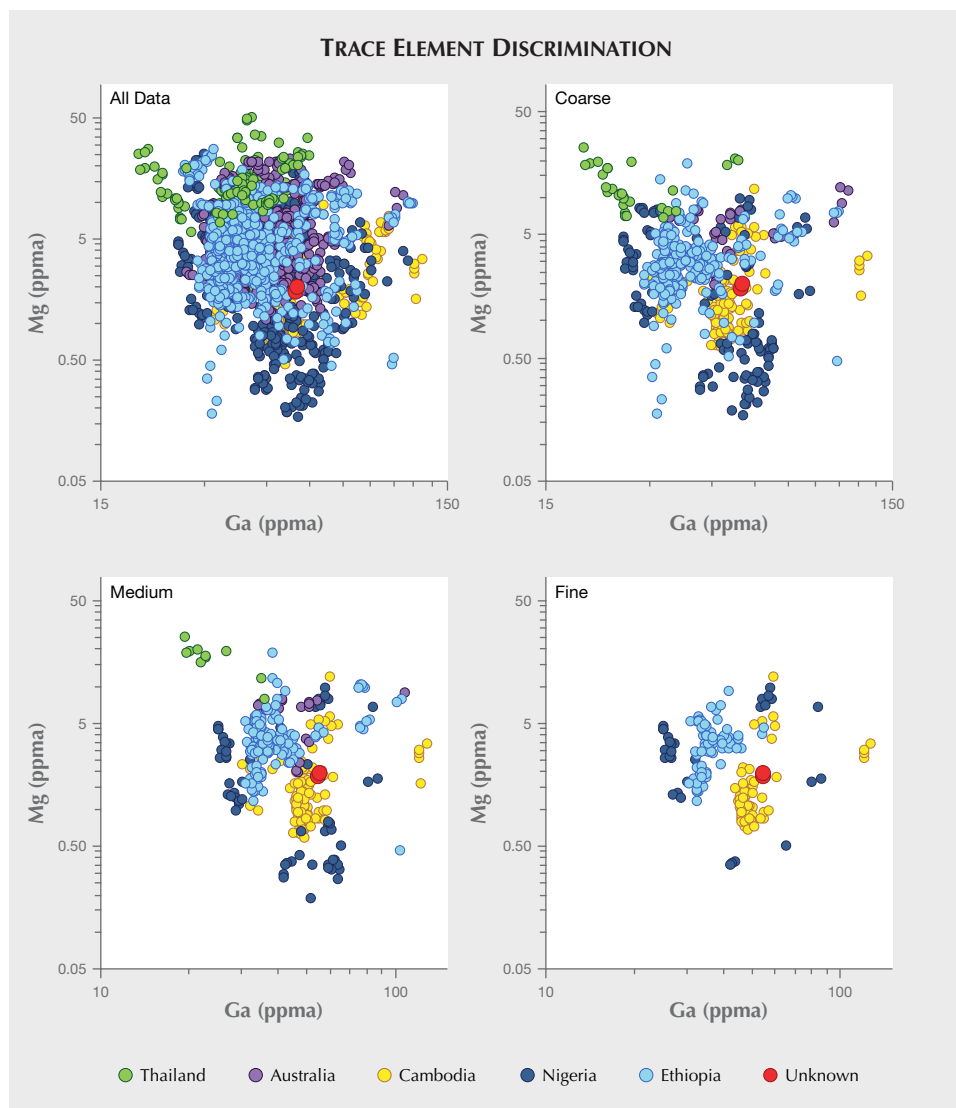 TRACE ELEMENT DISCRIMINATION
All Data
50
5
0.50
0.05
15
150
Mg (ppma)
Ga (ppma)
Coarse
50
5
0.50
0.05
15
150
Mg (ppma)
Ga (ppma)
Medium
50
5
0.50
0.05
10
100
Mg (ppma)
Ga (ppma)
Fine
50
5
0.50
0.05
10
100
Mg (ppma)
Ga (ppma)
Thailand Australia Cambodia Nigeria Ethiopia Unknown